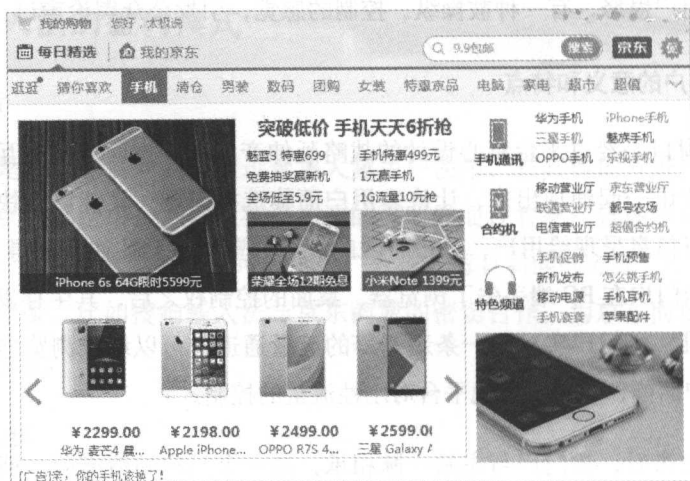 我的购物 您好，太极说
每日精选 我的京东 9.9包邮 搜索 京东
逛逛 猜你喜欢 手机 清仓 男装 数码 团购 女装 特惠家品 电脑 家电 超市 超值
突破低价 手机天天6折抢
魅蓝3 特惠699 手机特惠499元
免费抽奖赢新机 1元赢手机
全场低至5.9元 1G流量10元抢
iPhone 6s 64G限时5599元
荣耀全场12期免息
小米Note 1399元
手机通讯
华为手机 iPhone手机
三星手机 魅族手机
OPPO手机 乐视手机
合约机
移动营业厅 京东营业厅
联通营业厅 靓号农场
电信营业厅 超值合约机
特色频道
手机促销 手机预售
新机发布 怎么挑手机
移动电源 手机耳机
手机套装 苹果配件
¥2299.00 ¥2198.00 ¥2499.00 ¥2599.0
华为 麦芒4 晨... Apple iPhone... OPPO R7S 4... 三星 Galaxy A
[广告]亲，你的手机该换了!